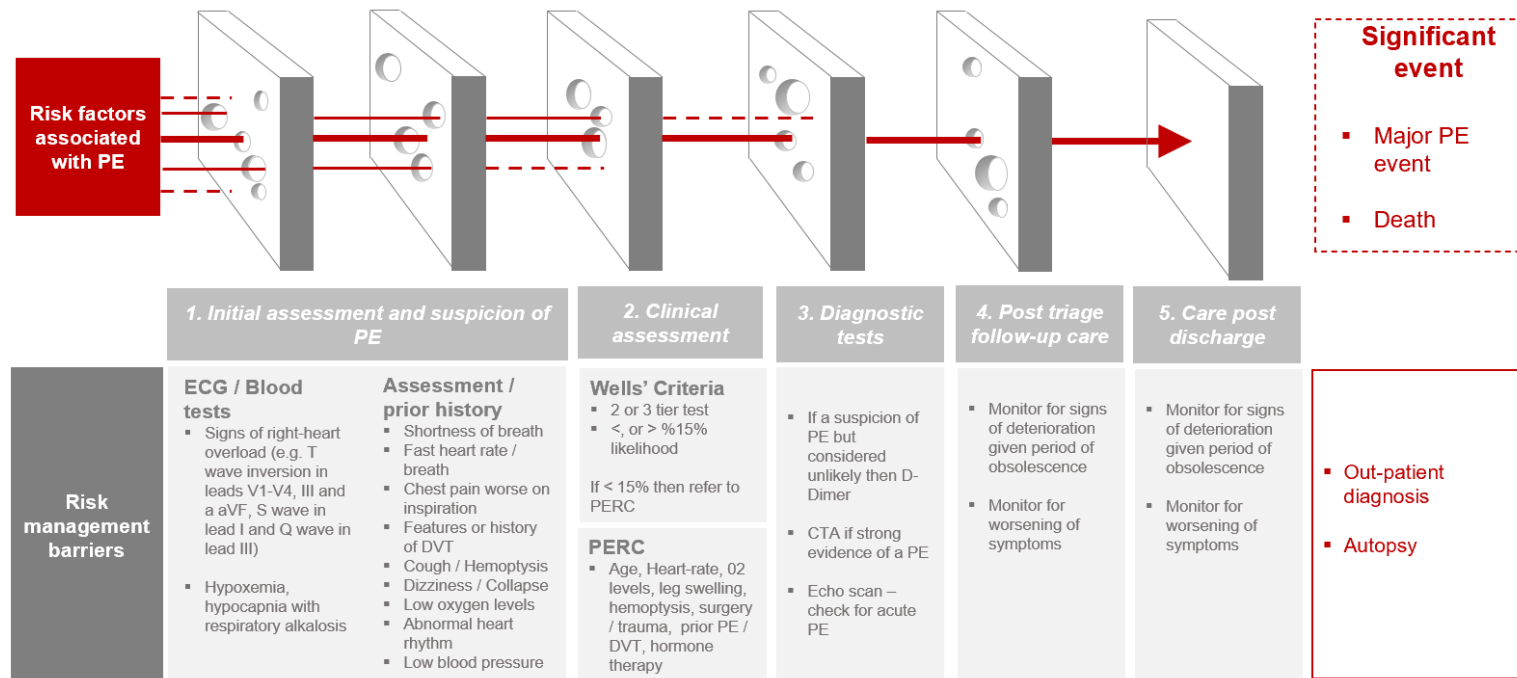 Risk factors
associated
with PE
Significant
event
▪ Major PE
event
▪ Death
1. Initial assessment and suspicion of
PE
2. Clinical
assessment
3. Diagnostic
tests
4. Post triage
follow-up care
5. Care post
discharge
Risk
management
barriers
ECG / Blood
tests
▪ Signs of right-heart
overload (e.g. T
wave inversion in
leads V1-V4, III and
a aVF, S wave in
lead I and Q wave in
lead III)
▪ Hypoxemia,
hypocapnia with
respiratory alkalosis
Assessment /
prior history
▪ Shortness of breath
▪ Fast heart rate /
breath
▪ Chest pain worse on
inspiration
▪ Features or history
of DVT
▪ Cough / Hemoptysis
▪ Dizziness / Collapse
▪ Low oxygen levels
▪ Abnormal heart
rhythm
▪ Low blood pressure
Wells' Criteria
▪ 2 or 3 tier test
▪ <, or > %15%
likelihood
If < 15% then refer to
PERC
PERC
▪ Age, Heart-rate, 02
levels, leg swelling,
hemoptysis, surgery
/ trauma, prior PE /
DVT, hormone
therapy
▪ If a suspicion of
PE but
considered
unlikely then D-
Dimer
▪ CTA if strong
evidence of a PE
▪ Echo scan –
check for acute
PE
▪ Monitor for signs
of deterioration
given period of
obsolescence
▪ Monitor for
worsening of
symptoms
▪ Monitor for signs
of deterioration
given period of
obsolescence
▪ Monitor for
worsening of
symptoms
▪ Out-patient
diagnosis
▪ Autopsy